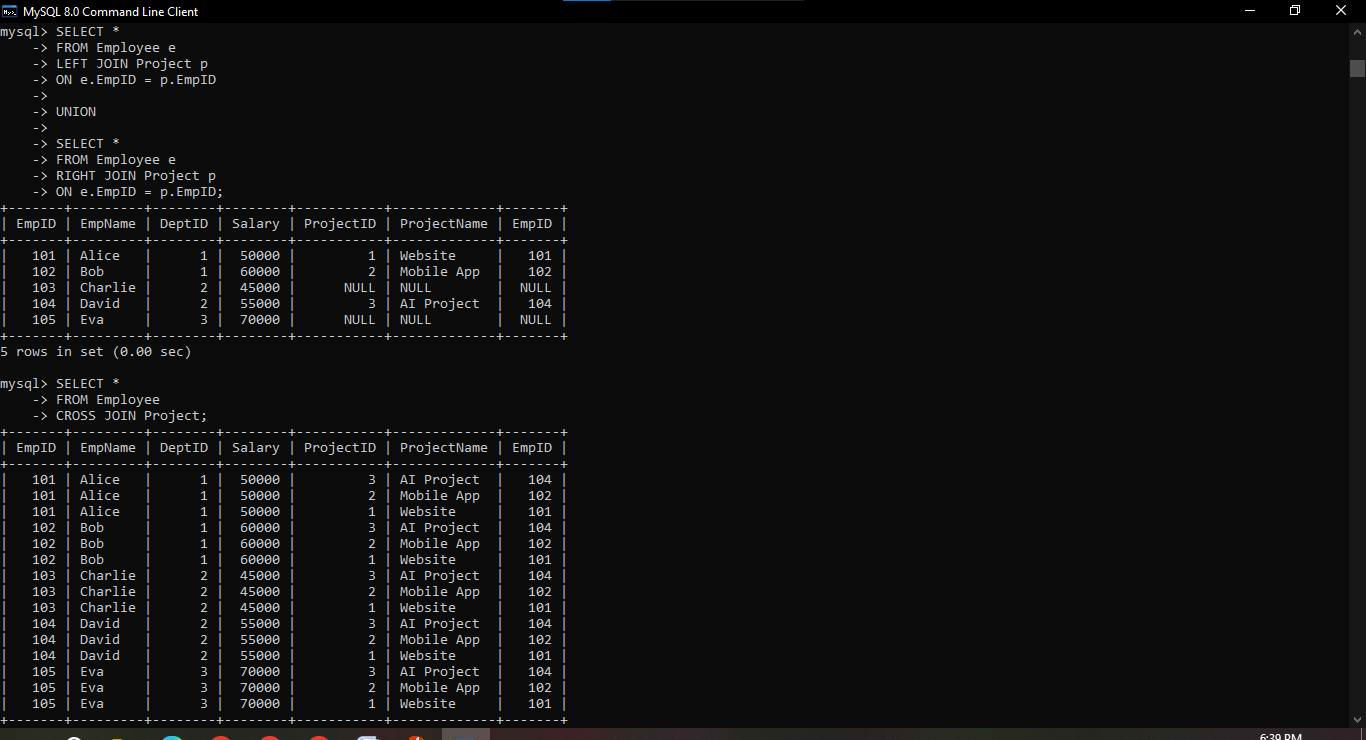 MySQL 8.0 Command Line Client
mysql> SELECT *
    -> FROM Employee e
    -> LEFT JOIN Project p
    -> ON e.EmpID = p.EmpID
    ->
    -> UNION
    ->
    -> SELECT *
    -> FROM Employee e
    -> RIGHT JOIN Project p
    -> ON e.EmpID = p.EmpID;
+-------+---------+--------+--------+-----------+-------------+-------+
| EmpID | EmpName | DeptID | Salary | ProjectID | ProjectName | EmpID |
+-------+---------+--------+--------+-----------+-------------+-------+
|   101 | Alice   |      1 |  50000 |         1 | Website     |   101 |
|   102 | Bob     |      1 |  60000 |         2 | Mobile App  |   102 |
|   103 | Charlie |      2 |  45000 |      NULL | NULL        |  NULL |
|   104 | David   |      2 |  55000 |         3 | AI Project  |   104 |
|   105 | Eva     |      3 |  70000 |      NULL | NULL        |  NULL |
+-------+---------+--------+--------+-----------+-------------+-------+
5 rows in set (0.00 sec)

mysql> SELECT *
    -> FROM Employee
    -> CROSS JOIN Project;
+-------+---------+--------+--------+-----------+-------------+-------+
| EmpID | EmpName | DeptID | Salary | ProjectID | ProjectName | EmpID |
+-------+---------+--------+--------+-----------+-------------+-------+
|   101 | Alice   |      1 |  50000 |         3 | AI Project  |   104 |
|   101 | Alice   |      1 |  50000 |         2 | Mobile App  |   102 |
|   101 | Alice   |      1 |  50000 |         1 | Website     |   101 |
|   102 | Bob     |      1 |  60000 |         3 | AI Project  |   104 |
|   102 | Bob     |      1 |  60000 |         2 | Mobile App  |   102 |
|   102 | Bob     |      1 |  60000 |         1 | Website     |   101 |
|   103 | Charlie |      2 |  45000 |         3 | AI Project  |   104 |
|   103 | Charlie |      2 |  45000 |         2 | Mobile App  |   102 |
|   103 | Charlie |      2 |  45000 |         1 | Website     |   101 |
|   104 | David   |      2 |  55000 |         3 | AI Project  |   104 |
|   104 | David   |      2 |  55000 |         2 | Mobile App  |   102 |
|   104 | David   |      2 |  55000 |         1 | Website     |   101 |
|   105 | Eva     |      3 |  70000 |         3 | AI Project  |   104 |
|   105 | Eva     |      3 |  70000 |         2 | Mobile App  |   102 |
|   105 | Eva     |      3 |  70000 |         1 | Website     |   101 |
+-------+---------+--------+--------+-----------+-------------+-------+
6:39 PM